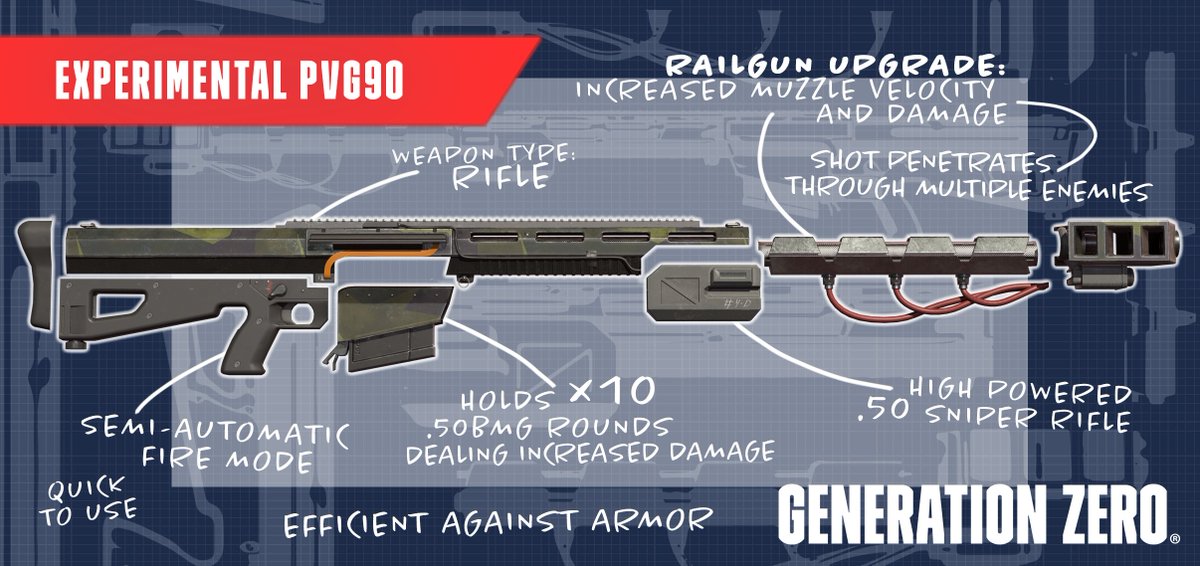 EXPERIMENTAL PVG90
RAILGUN UPGRADE:
INCREASED MUZZLE VELOCITY
AND DAMAGE
SHOT PENETRATES
THROUGH MULTIPLE ENEMIES
WEAPON TYPE:
RIFLE
#4-D
SEMI-AUTOMATIC
FIRE MODE
HOLDS x10
.50BMG ROUNDS
DEALING INCREASED DAMAGE
HIGH POWERED
.50 SNIPER RIFLE
QUICK
TO USE
EFFICIENT AGAINST ARMOR
GENERATION ZERO®